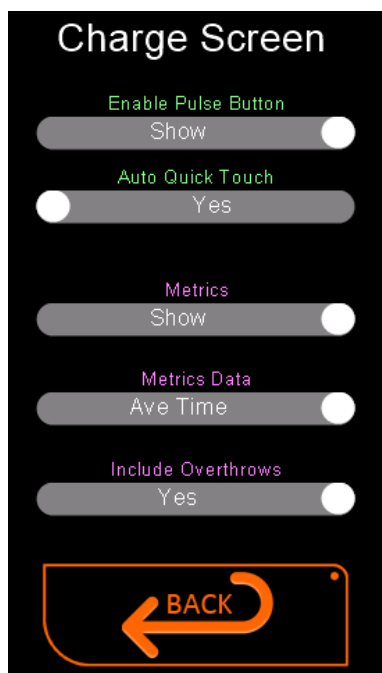 Charge Screen
Enable Pulse Button
Show
Auto Quick Touch
Yes
Metrics
Show
Metrics Data
Ave Time
Include Overthrows
Yes
BACK